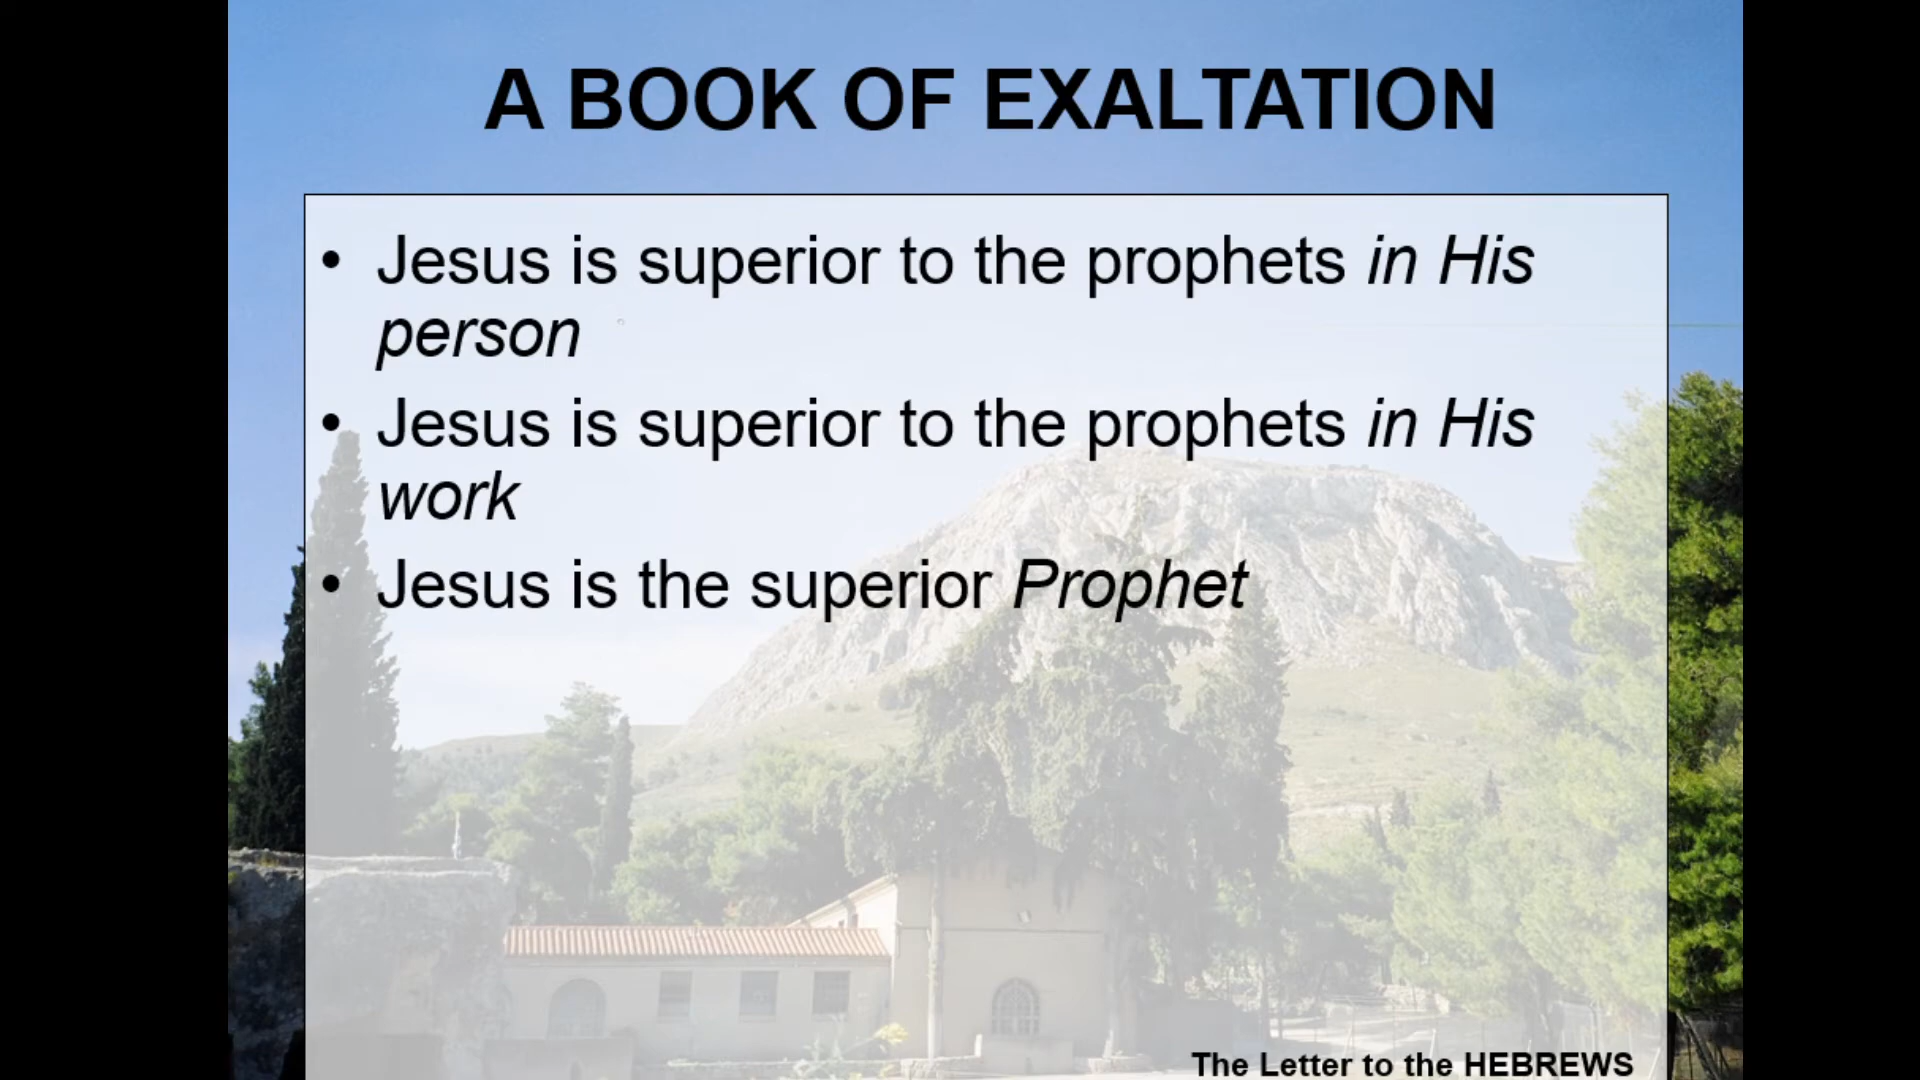 A BOOK OF EXALTATION
• Jesus is superior to the prophets in His
person
• Jesus is superior to the prophets in His
work
• Jesus is the superior Prophet
The Letter to the HEBREWS